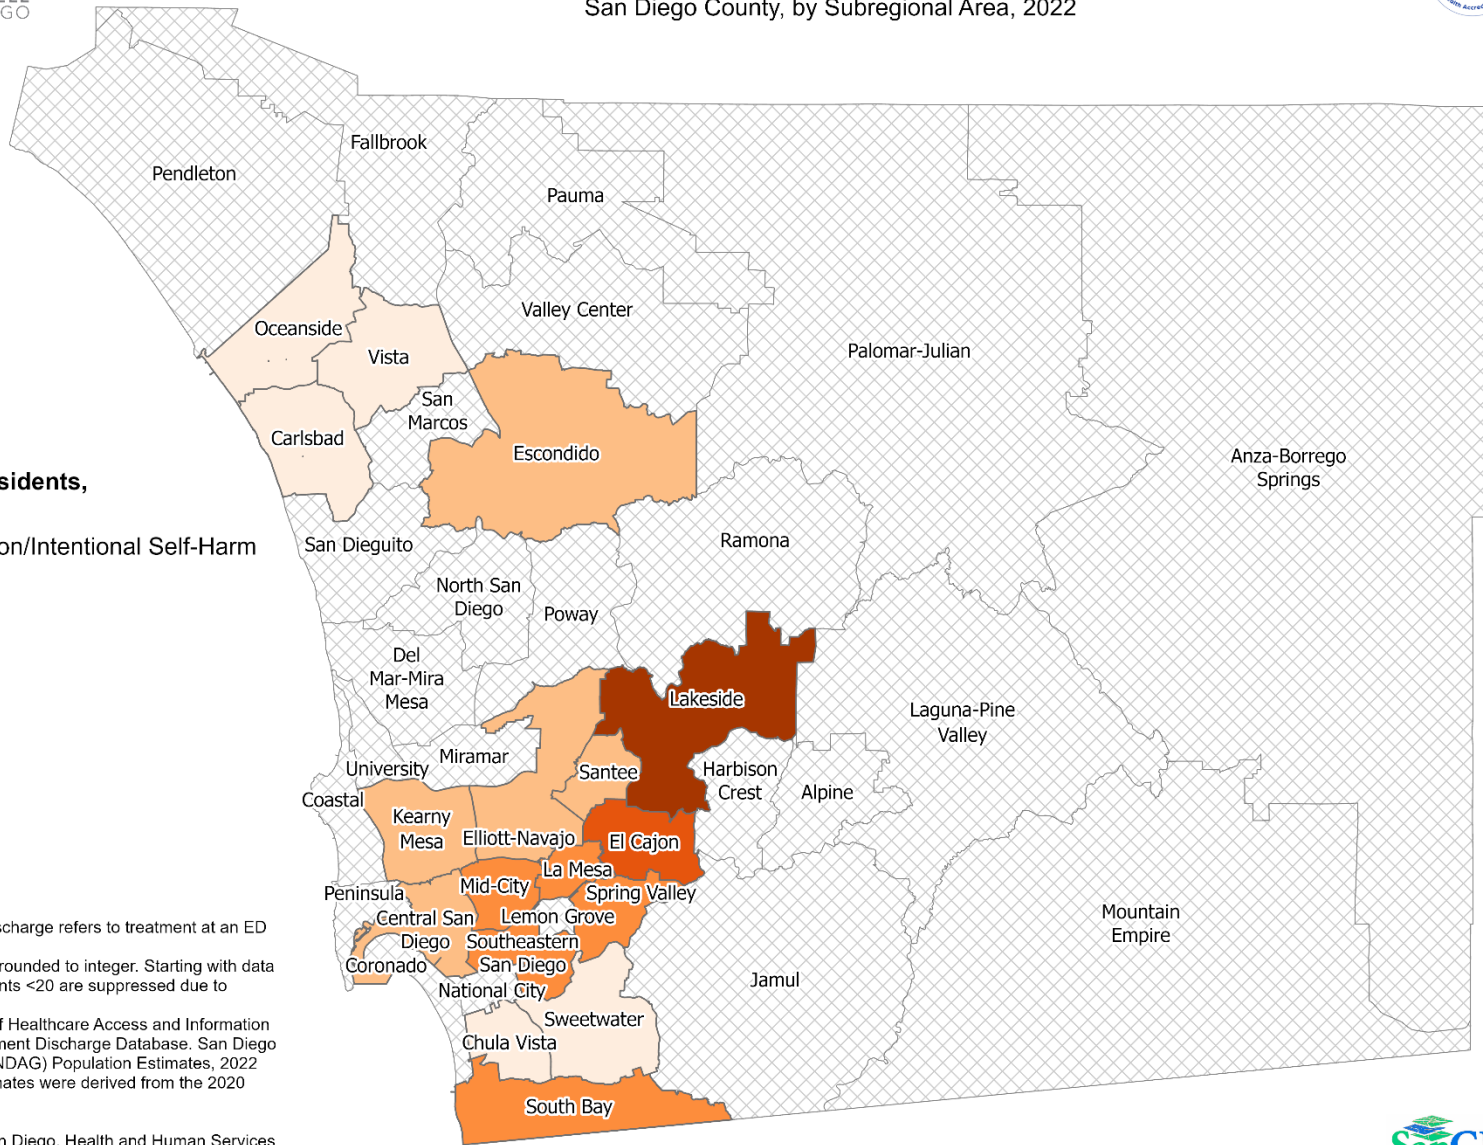 GO
San Diego County, by Subregional Area, 2022
Fallbrook
Pendleton
Pauma
Valley Center
Oceanside
Vista
Palomar-Julian
San
Marcos
Carlsbad
Escondido
Anza-Borrego
Springs
sidents,
on/Intentional Self-Harm
San Dieguito
Ramona
North San
Diego
Poway
Del
Mar-Mira
Mesa
Lakeside
Laguna-Pine
Valley
Miramar
University
Santee
Harbison
Crest
Alpine
Coastal
Kearny
Mesa
Elliott-Navajo
El Cajon
La Mesa
Mid-City
Spring Valley
Peninsula
Central San
Diego
Lemon Grove
Southeastern
San Diego
Coronado
National City
Mountain
Empire
Jamul
Sweetwater
Chula Vista
South Bay
scharge refers to treatment at an ED
rounded to integer. Starting with data
nts <20 are suppressed due to
f Healthcare Access and Information
ment Discharge Database. San Diego
NDAG) Population Estimates, 2022
mates were derived from the 2020
n Diego, Health and Human Services